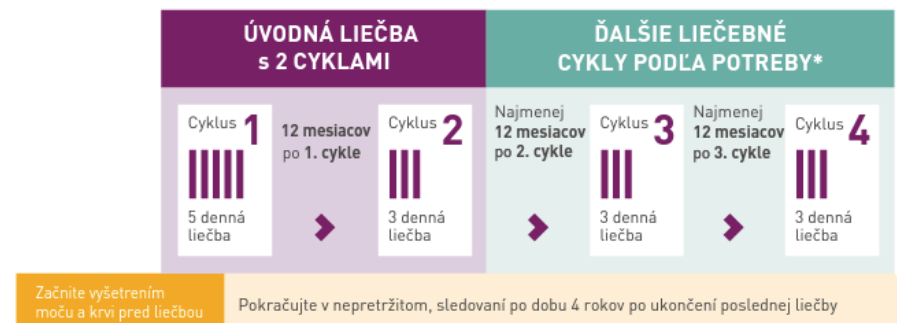 ÚVODNÁ LIEČBA
s 2 CYKLAMI
ĎALŠIE LIEČEBNÉ
CYKLY PODĽA POTREBY*
Cyklus 1
5 denná
liečba
12 mesiacov
po 1. cykle
Cyklus 2
3 denná
liečba
Najmenej
12 mesiacov
po 2. cykle
Cyklus 3
3 denná
liečba
Najmenej
12 mesiacov
po 3. cykle
Cyklus 4
3 denná
liečba
Začnite vyšetrením
moču a krvi pred liečbou
Pokračujte v nepretržitom, sledovaní po dobu 4 rokov po ukončení poslednej liečby